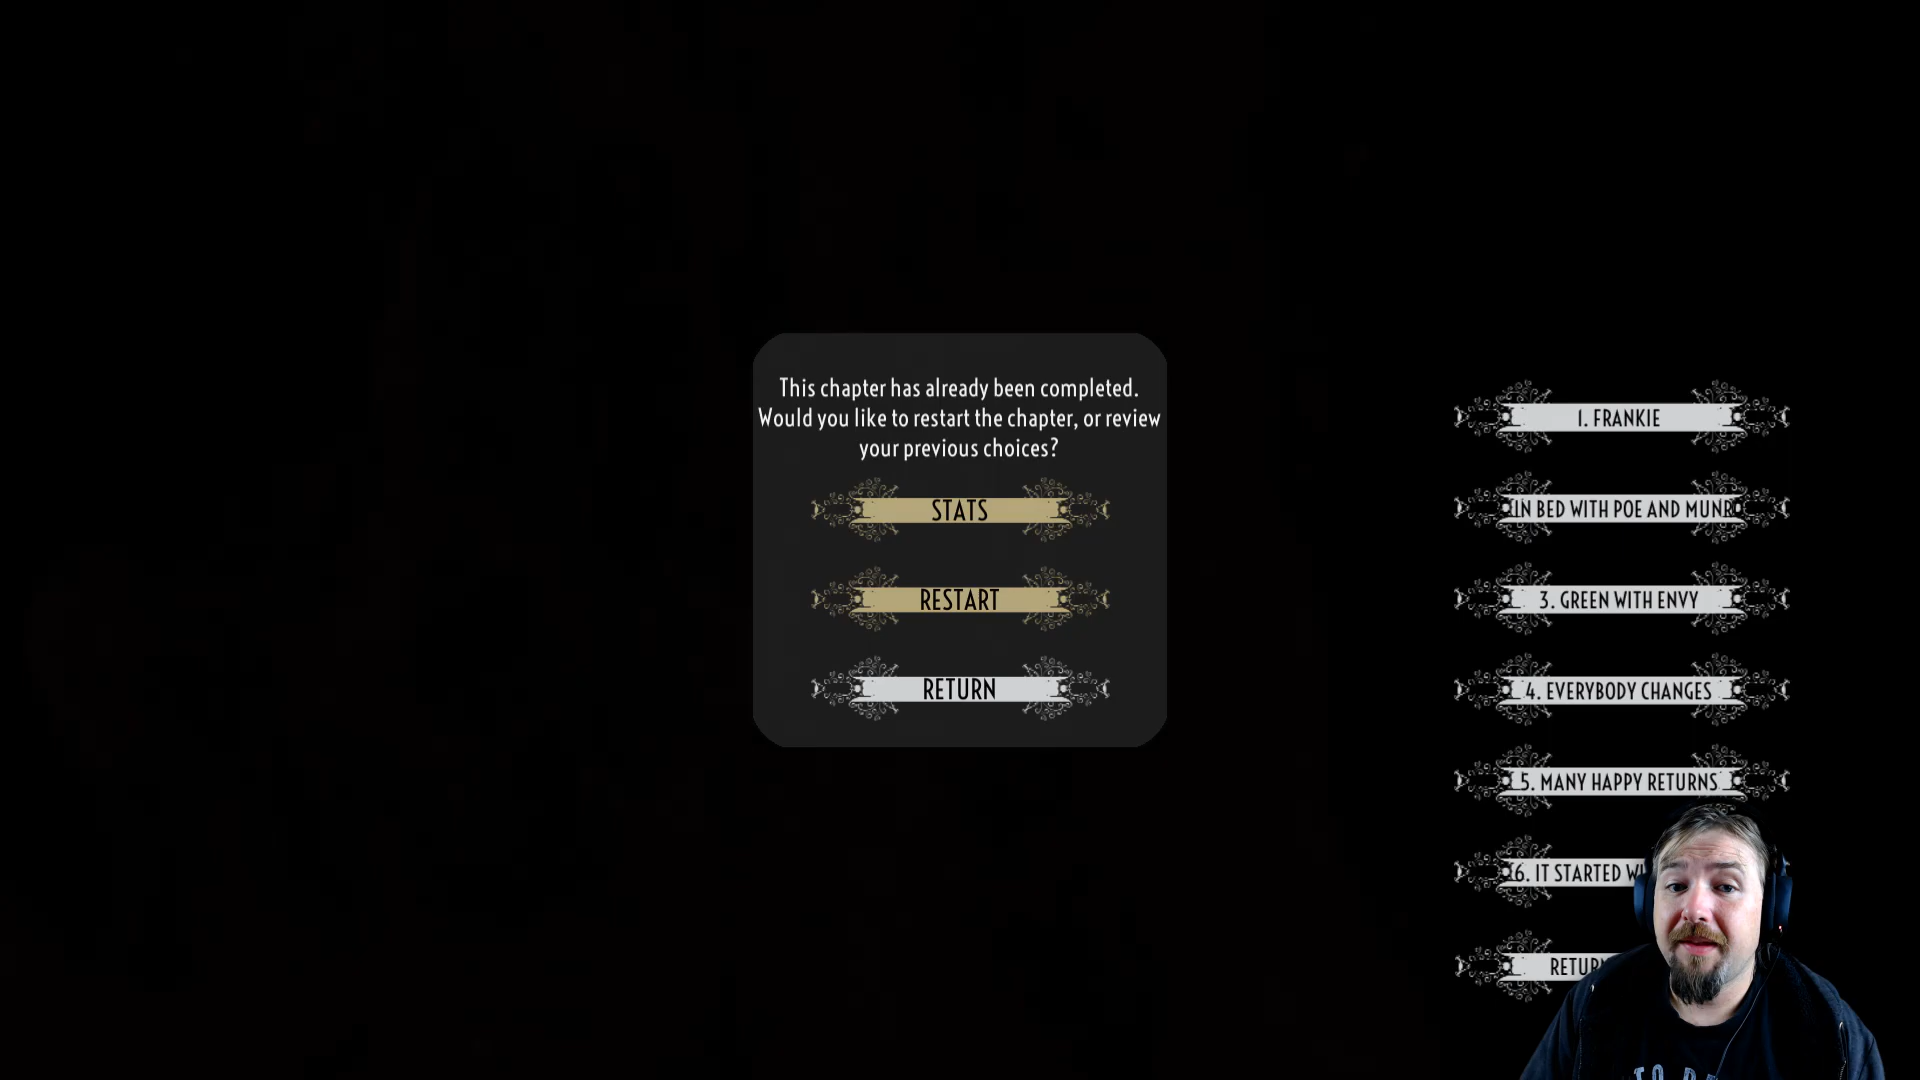 This chapter has already been completed.
Would you like to restart the chapter, or review
your previous choices?
STATS
RESTART
RETURN
1. FRANKIE
IN BED WITH POE AND MUNR
3. GREEN WITH ENVY
4. EVERYBODY CHANGES
5. MANY HAPPY RETURNS
6. IT STARTED